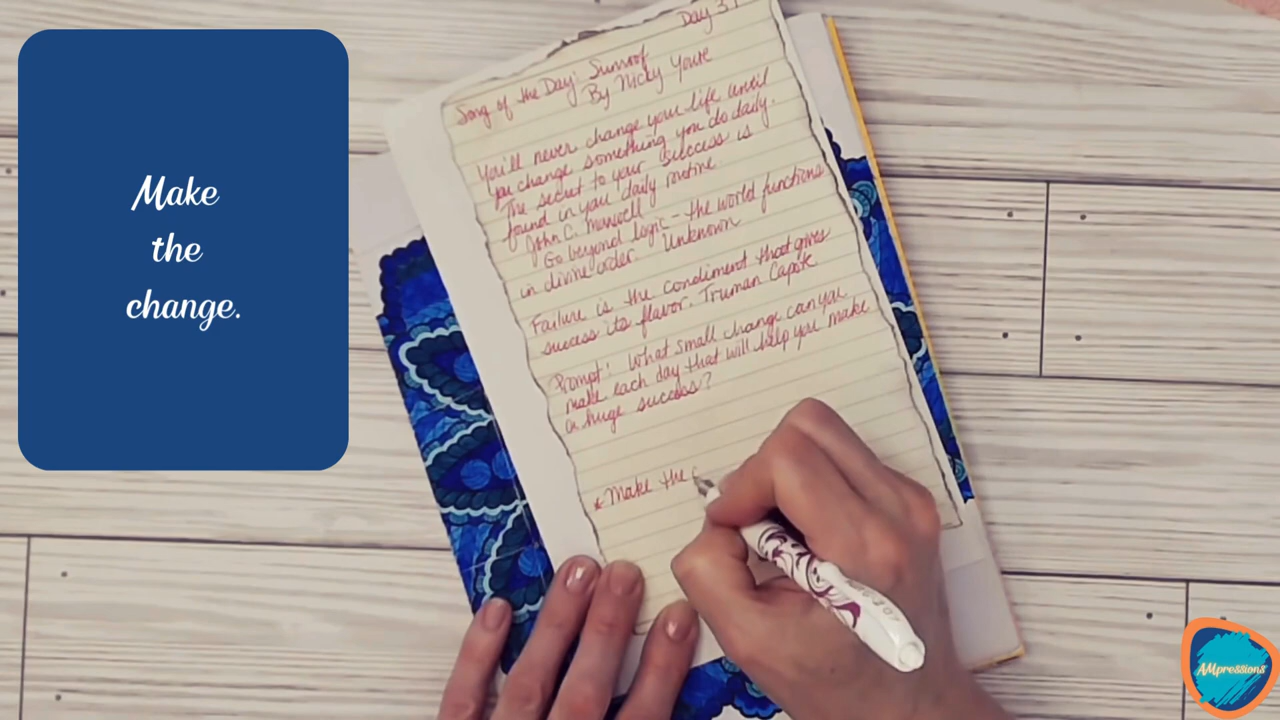 Make
the
change.
Day 31
Song of the Day: Sunroof
By Nicky Youre
You'll never change your life until
you change something you do daily.
The secret to your success is
found in you daily routine.
John C. Maxwell
Go beyond logic - the world functions
in divine order. Unknown
Failure is the condiment that gives
success its flavor. Truman Capote
Prompt: What small change can you
make each day that will help you make
a huge success?
*Make the c
AMpressions